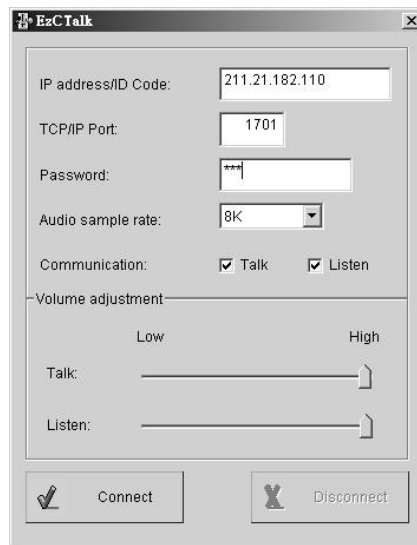 EzCTalk
IP address/ID Code: 211.21.182.110
TCP/IP Port: 1701
Password: ***
Audio sample rate: 8K
Communication: Talk Listen
Volume adjustment
Low High
Talk:
Listen:
Connect Disconnect